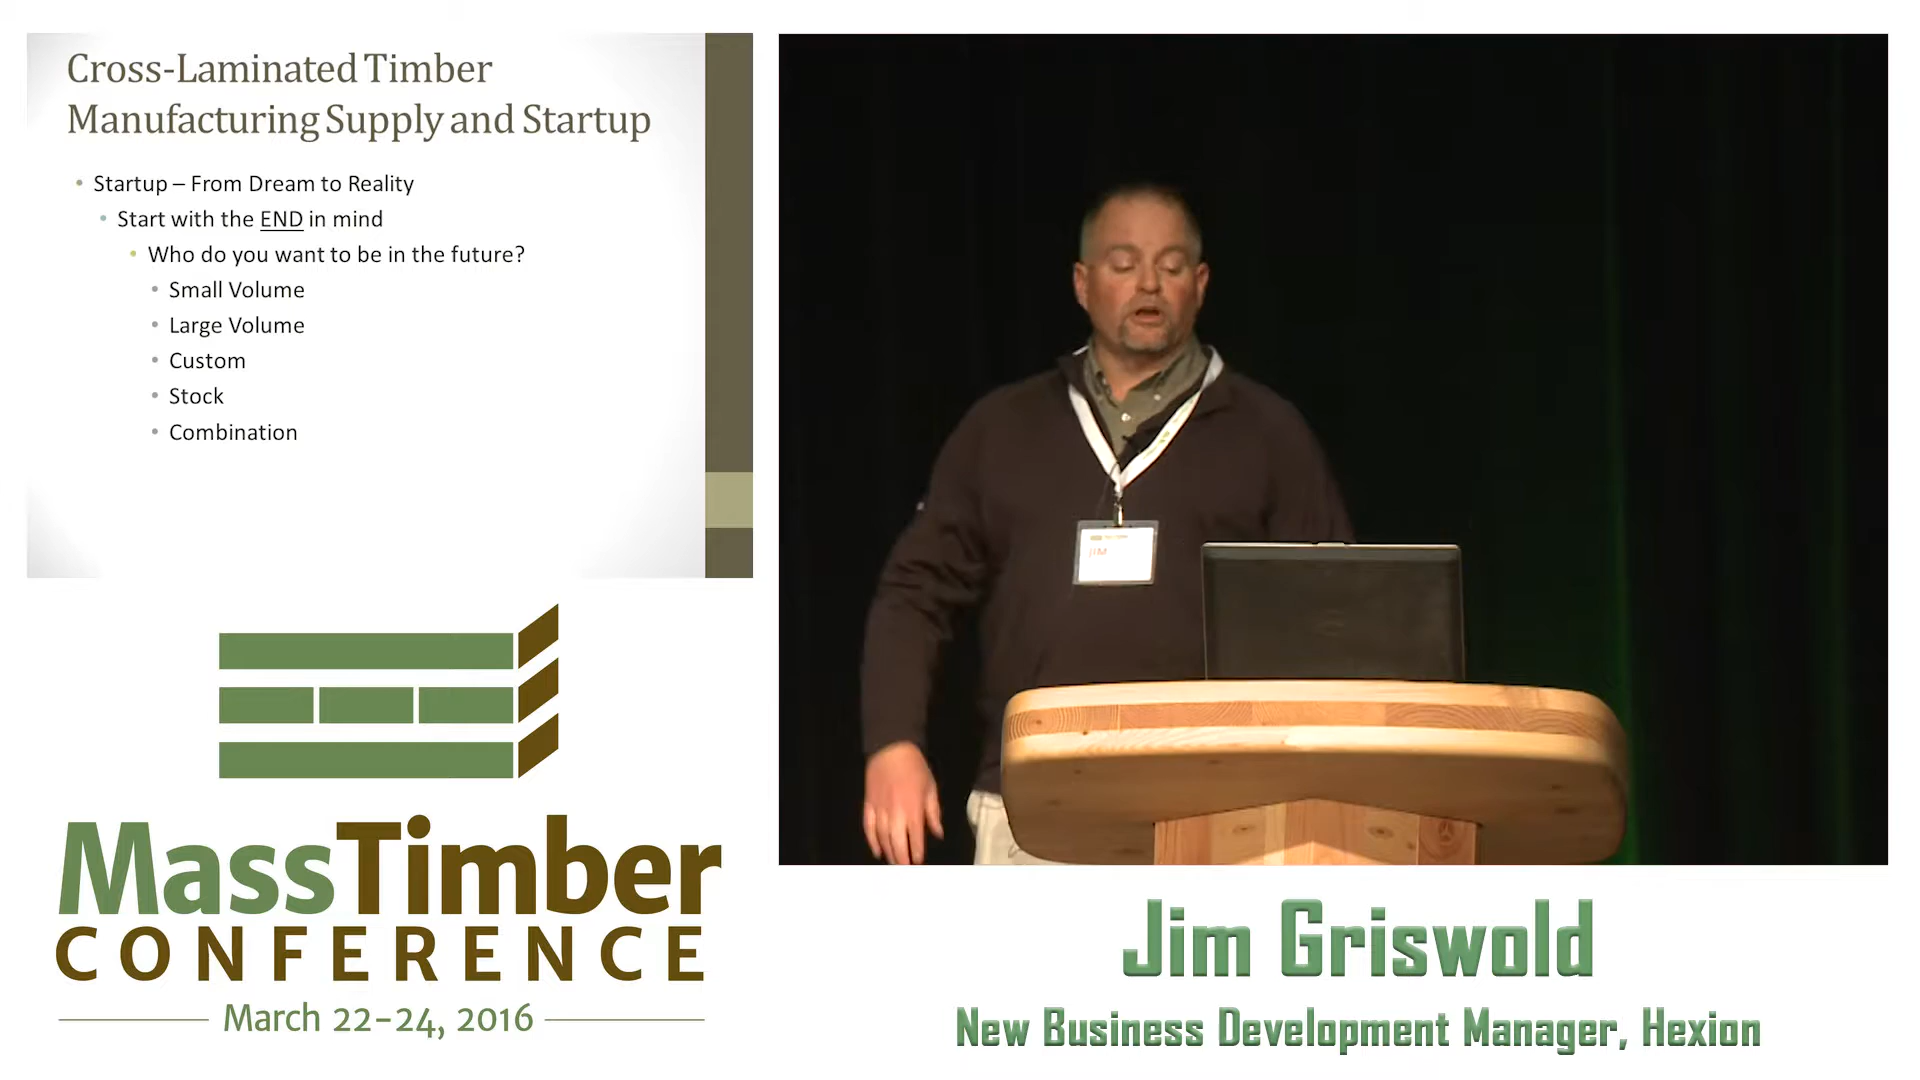 Cross-Laminated Timber
Manufacturing Supply and Startup
• Startup – From Dream to Reality
• Start with the END in mind
• Who do you want to be in the future?
• Small Volume
• Large Volume
• Custom
• Stock
• Combination
MassTimber
CONFERENCE
March 22-24, 2016
JIM
Jim Griswold
New Business Development Manager, Hexion